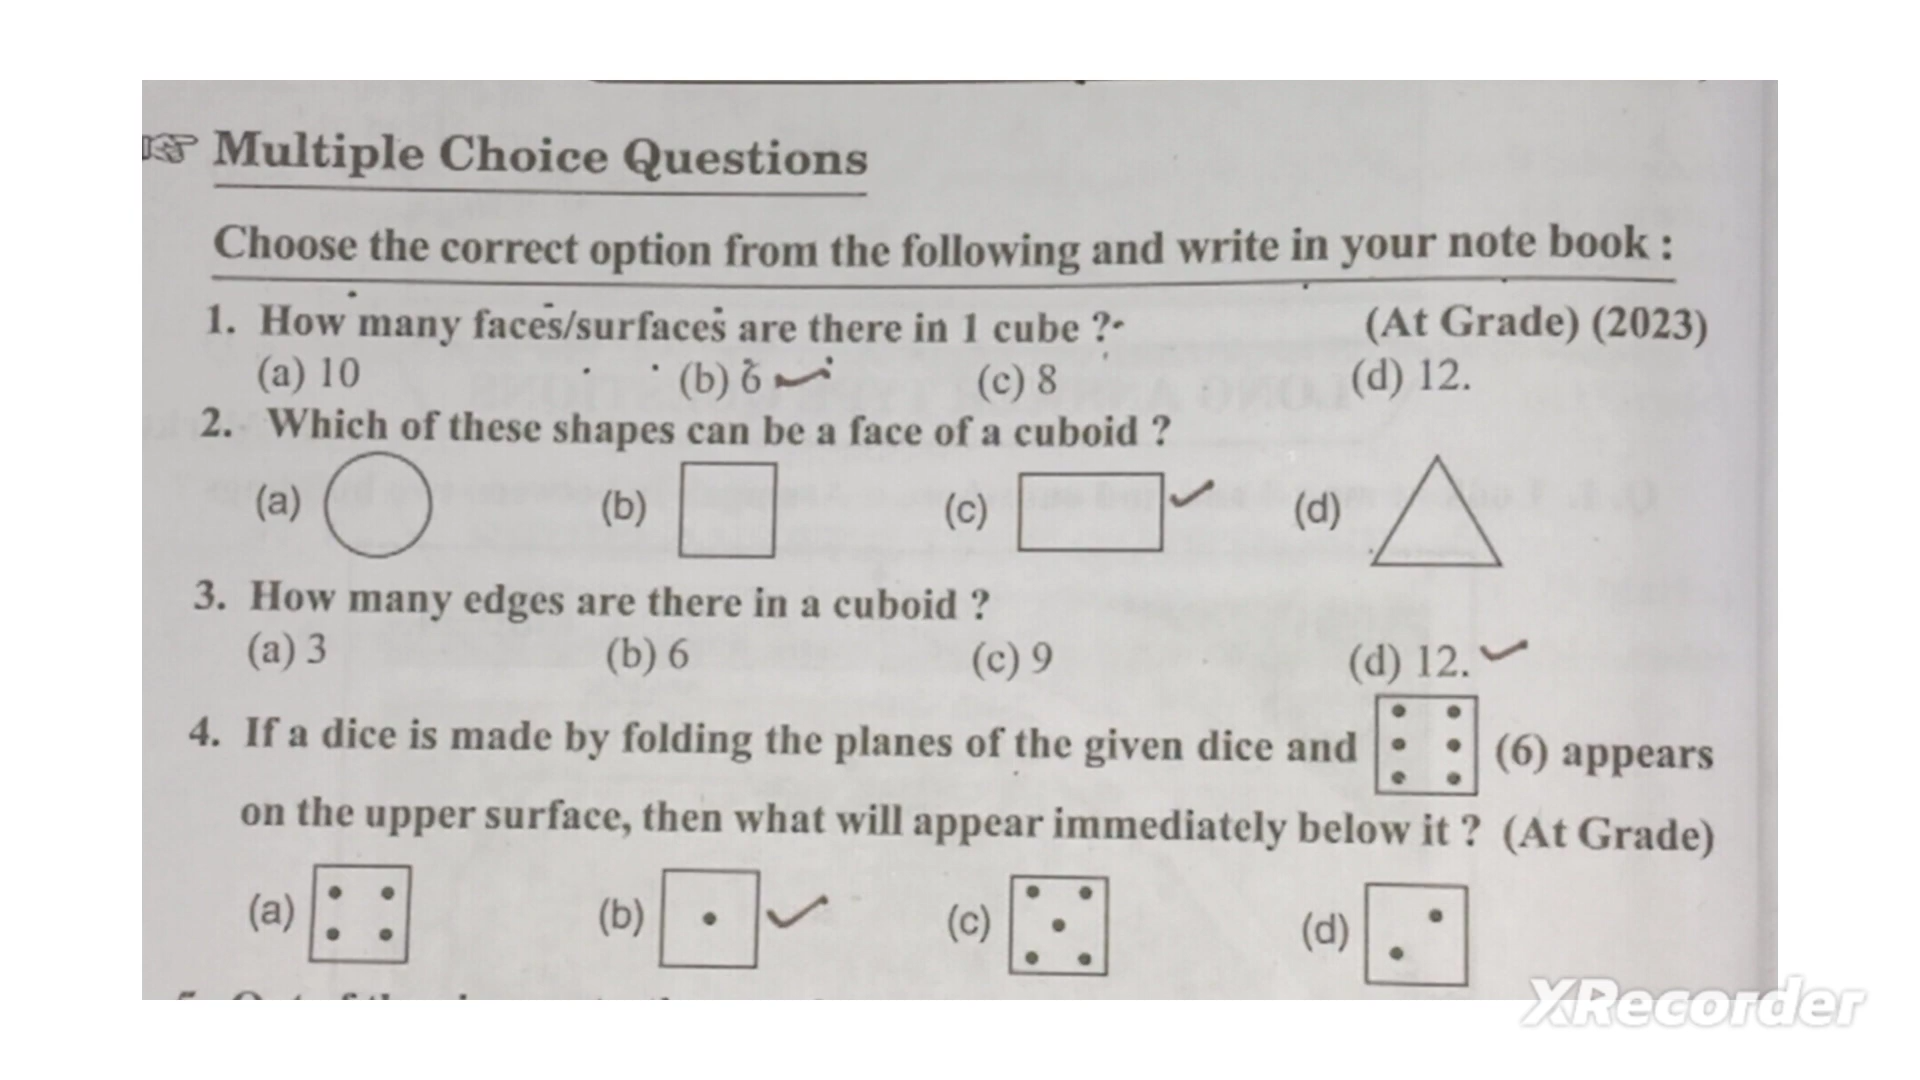 Multiple Choice Questions
Choose the correct option from the following and write in your note book :
1. How many faces/surfaces are there in 1 cube ? (At Grade) (2023)
(a) 10 (b) 6 (c) 8 (d) 12.
2. Which of these shapes can be a face of a cuboid ?
(a) (b) (c) (d)
3. How many edges are there in a cuboid ?
(a) 3 (b) 6 (c) 9 (d) 12.
4. If a dice is made by folding the planes of the given dice and (6) appears
on the upper surface, then what will appear immediately below it ? (At Grade)
(a) (b) (c) (d)
XRecorder